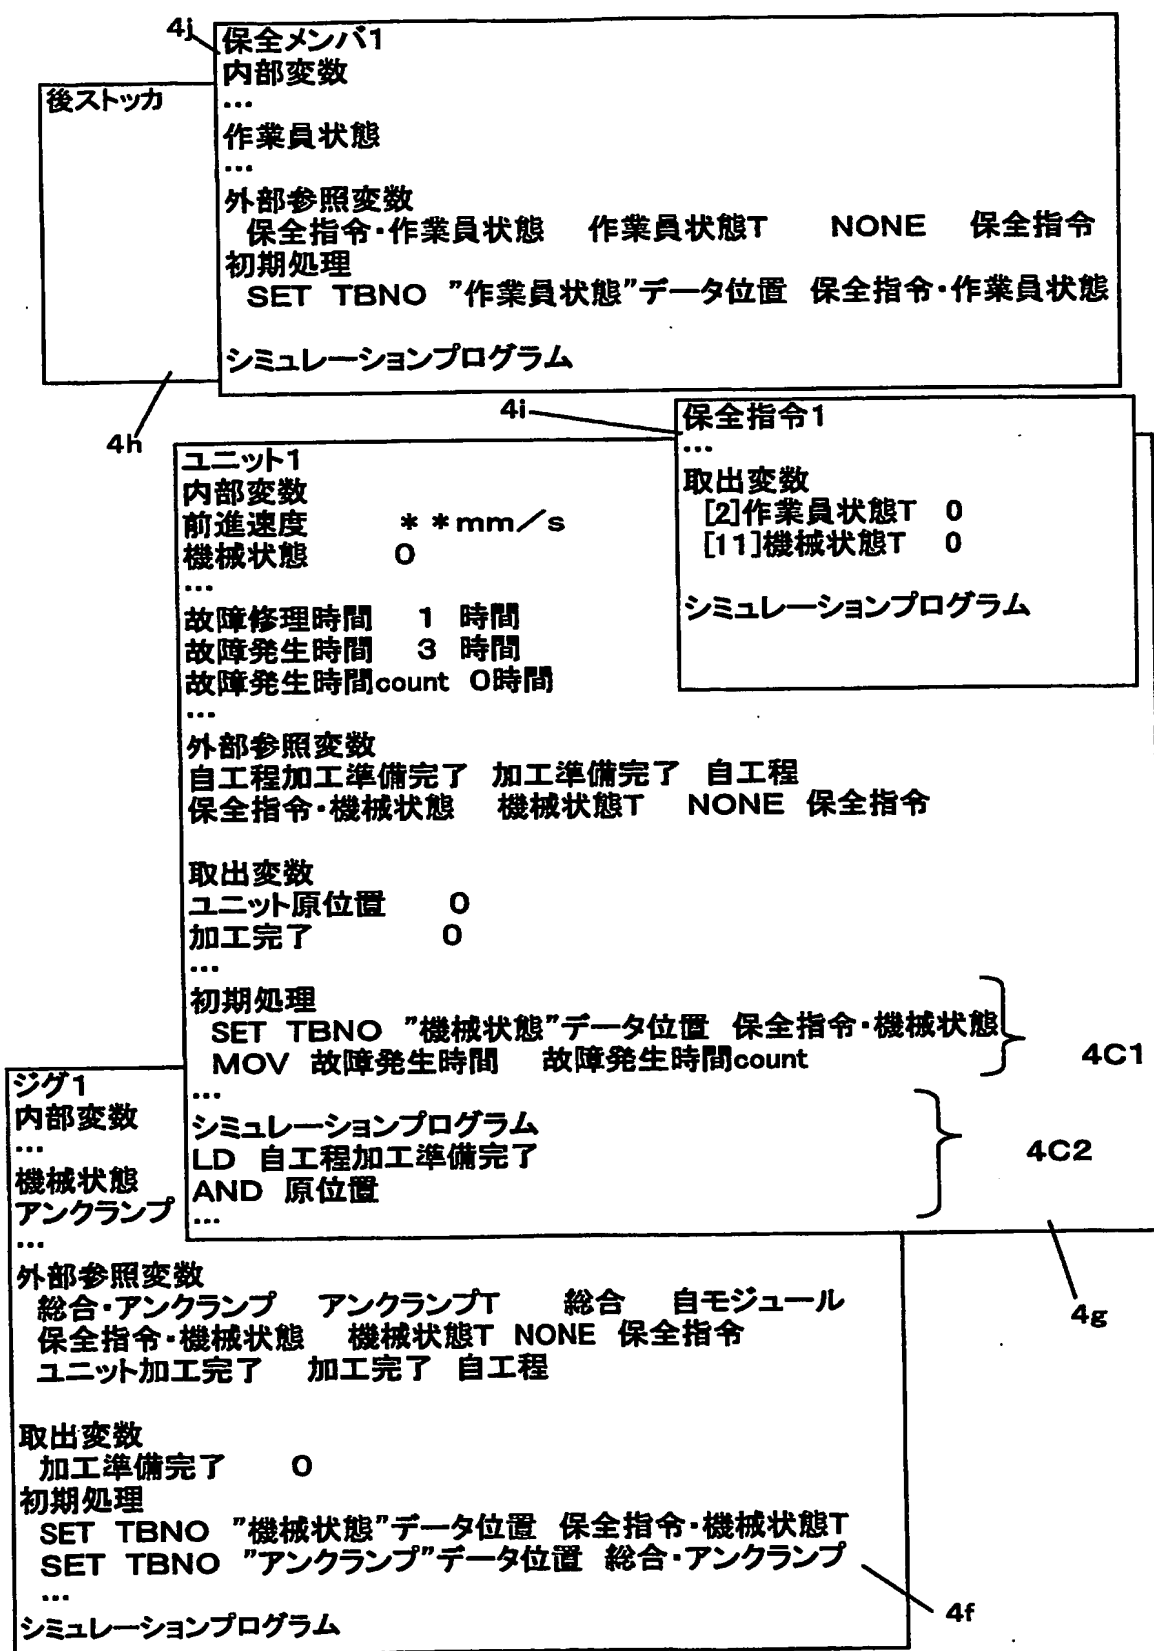 4j
保全メンバ1
内部変数
...
作業員状態
...
外部参照変数
保全指令・作業員状態 作業員状態T NONE 保全指令
初期処理
SET TBNO ”作業員状態”データ位置 保全指令・作業員状態
シミュレーションプログラム
後ストッカ
4h
4i
保全指令1
...
取出変数
[2]作業員状態T 0
[11]機械状態T 0
シミュレーションプログラム
ユニット1
内部変数
前進速度 **mm/s
機械状態 0
...
故障修理時間 1 時間
故障発生時間 3 時間
故障発生時間count 0時間
...
外部参照変数
自工程加工準備完了 加工準備完了 自工程
保全指令・機械状態 機械状態T NONE 保全指令
取出変数
ユニット原位置 0
加工完了 0
...
初期処理
SET TBNO ”機械状態”データ位置 保全指令・機械状態
MOV 故障発生時間 故障発生時間count
4C1
...
シミュレーションプログラム
LD 自工程加工準備完了
AND 原位置
...
4C2
4g
ジグ1
内部変数
...
機械状態
アンクランプ
...
外部参照変数
総合・アンクランプ アンクランプT 総合 自モジュール
保全指令・機械状態 機械状態T NONE 保全指令
ユニット加工完了 加工完了 自工程
取出変数
加工準備完了 0
初期処理
SET TBNO ”機械状態”データ位置 保全指令・機械状態T
SET TBNO ”アンクランプ”データ位置 総合・アンクランプ
...
シミュレーションプログラム
4f